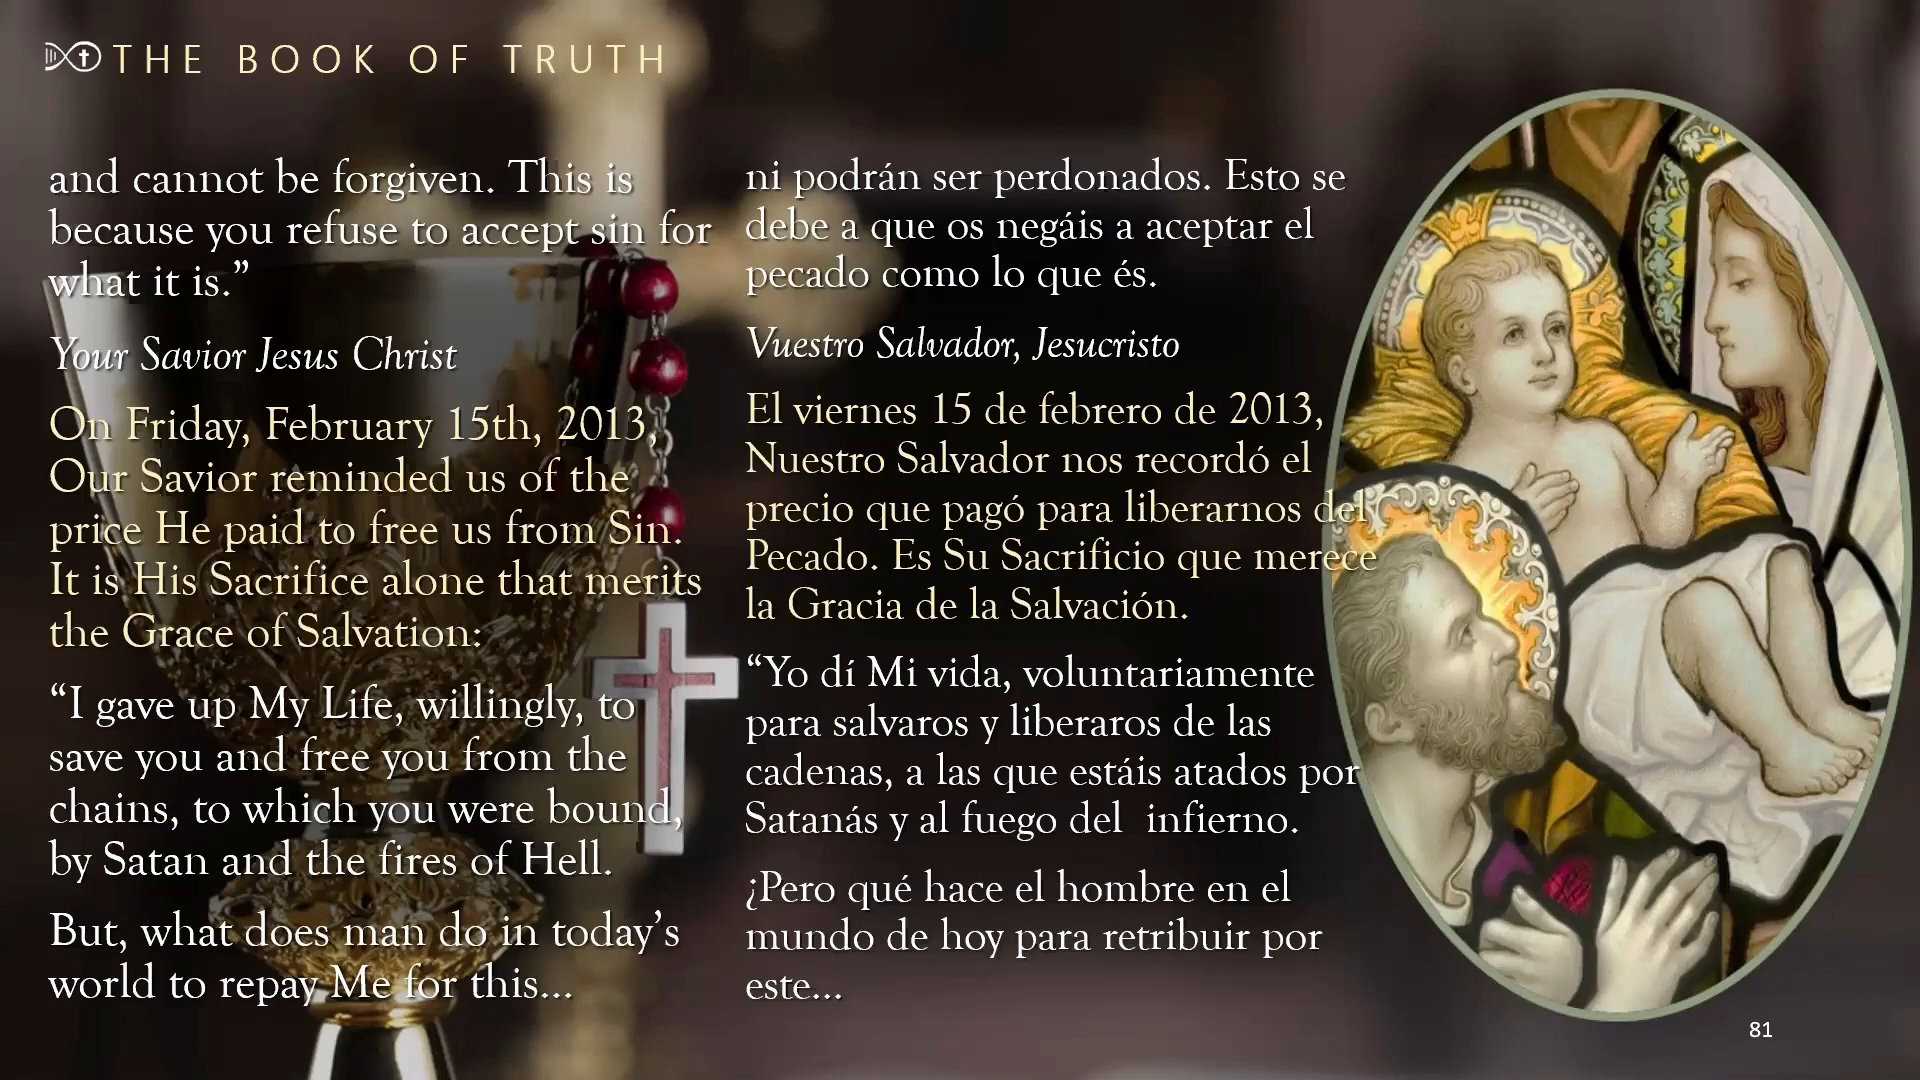 THE BOOK OF TRUTH
and cannot be forgiven. This is
because you refuse to accept sin for
what it is.”
Your Savior Jesus Christ
On Friday, February 15th, 2013,
Our Savior reminded us of the
price He paid to free us from Sin.
It is His Sacrifice alone that merits
the Grace of Salvation:
“I gave up My Life, willingly, to
save you and free you from the
chains, to which you were bound,
by Satan and the fires of Hell.
But, what does man do in today’s
world to repay Me for this...
ni podrán ser perdonados. Esto se
debe a que os negáis a aceptar el
pecado como lo que és.
Vuestro Salvador, Jesucristo
El viernes 15 de febrero de 2013,
Nuestro Salvador nos recordó el
precio que pagó para liberarnos del
Pecado. Es Su Sacrificio que merece
la Gracia de la Salvación.
“Yo dí Mi vida, voluntariamente
para salvaros y liberaros de las
cadenas, a las que estáis atados por
Satanás y al fuego del  infierno.
¿Pero qué hace el hombre en el
mundo de hoy para retribuir por
este...
81